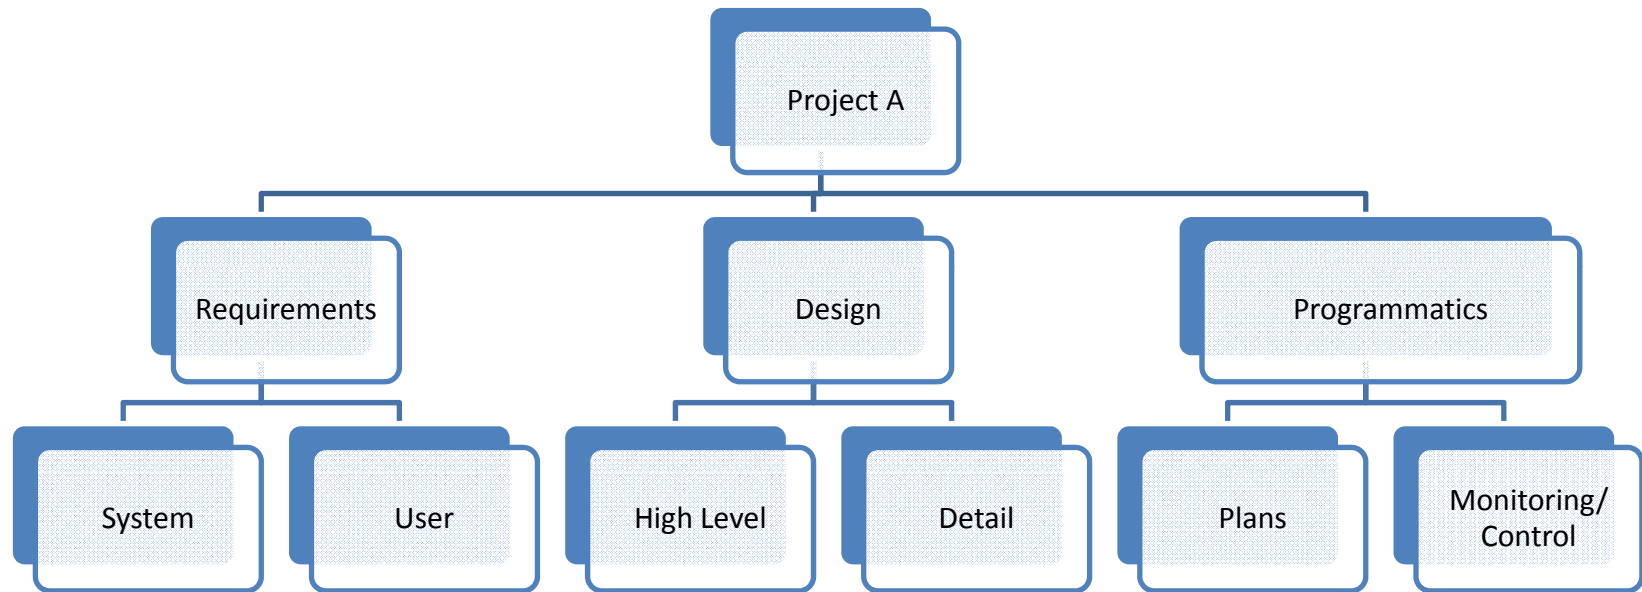 Project A
Requirements
Design
Programmatics
System
User
High Level
Detail
Plans
Monitoring/
Control